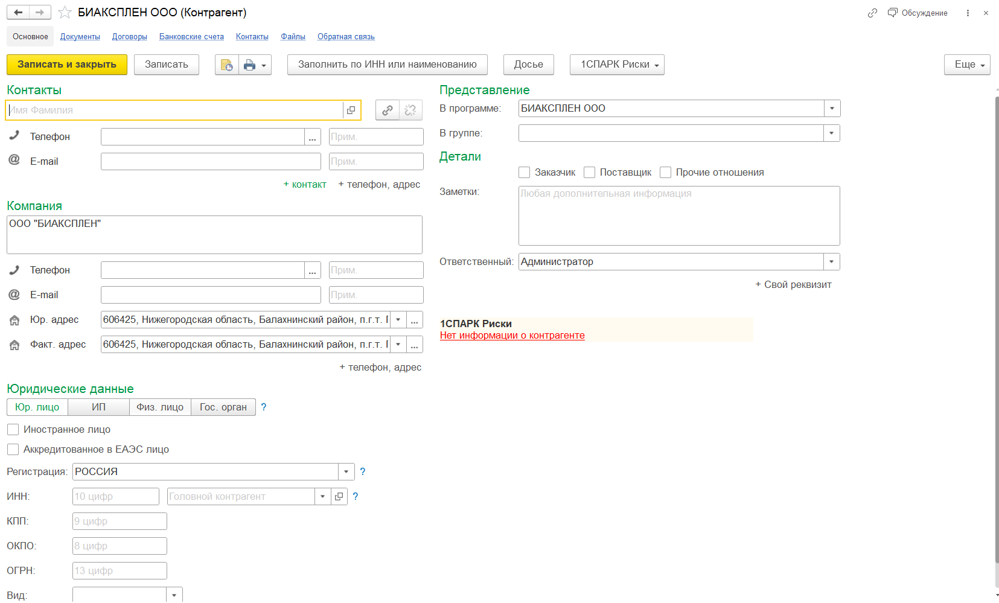 БИАКСПЛЕН ООО (Контрагент)
Обсуждение
Основное Документы Договоры Банковские счета Контакты Файлы Обратная связь
Записать и закрыть Записать Заполнить по ИНН или наименованию Досье 1СПАРК Риски Еще
Контакты
Имя Фамилия
Телефон ... Прим.
E-mail Прим.
+ контакт + телефон, адрес
Компания
ООО "БИАКСПЛЕН"
Телефон ... Прим.
E-mail Прим.
Юр. адрес 606425, Нижегородская область, Балахнинский район, п.г.т. ...
Факт. адрес 606425, Нижегородская область, Балахнинский район, п.г.т. ...
+ телефон, адрес
Юридические данные
Юр. лицо ИП Физ. лицо Гос. орган ?
Иностранное лицо
Аккредитованное в ЕАЭС лицо
Регистрация: РОССИЯ ?
ИНН: 10 цифр Головной контрагент ?
КПП: 9 цифр
ОКПО: 8 цифр
ОГРН: 13 цифр
Вид:
Представление
В программе: БИАКСПЛЕН ООО
В группе:
Детали
Заказчик Поставщик Прочие отношения
Заметки: Любая дополнительная информация
Ответственный: Администратор
+ Свой реквизит
1СПАРК Риски
Нет информации о контрагенте